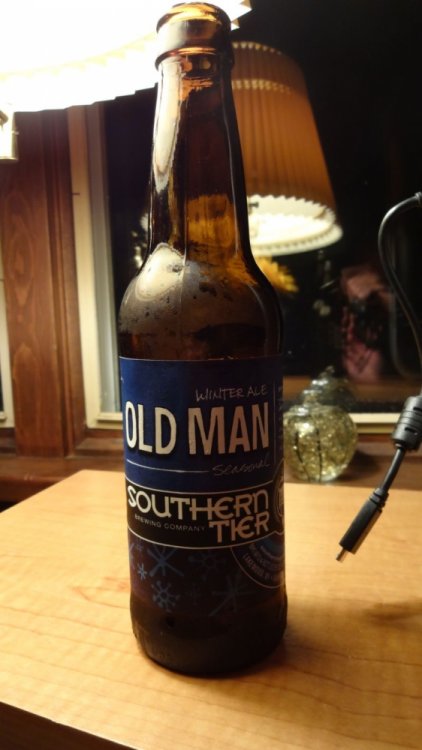 WINTER ALE
OLD MAN
Seasonal
SOUTHERN
BREWING COMPANY
TIER